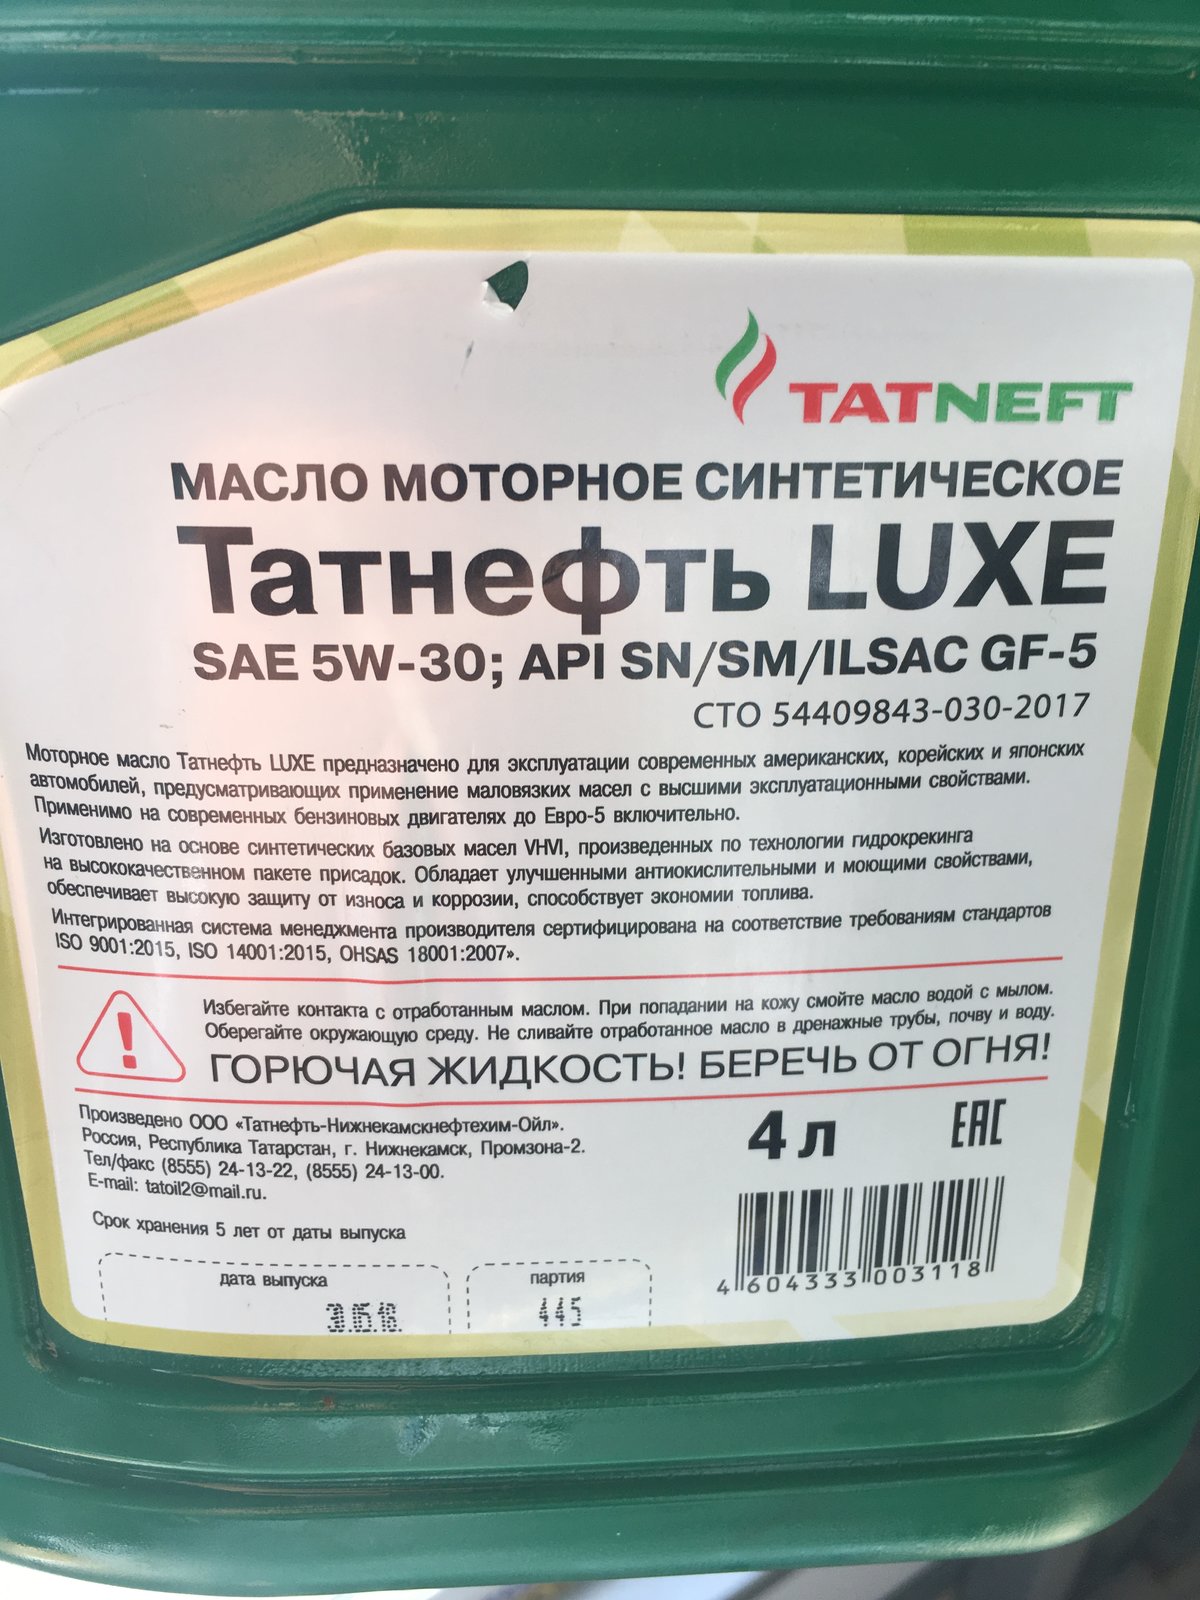 TATNEFT
МАСЛО МОТОРНОЕ СИНТЕТИЧЕСКОЕ
Татнефть LUXE
SAE 5W-30; API SN/SM/ILSAC GF-5
СТО 54409843-030-2017
Моторное масло Татнефть LUXE предназначено для эксплуатации современных американских, корейских и японских
автомобилей, предусматривающих применение маловязких масел с высшими эксплуатационными свойствами.
Применимо на современных бензиновых двигателях до Евро-5 включительно.
Изготовлено на основе синтетических базовых масел VHVI, произведенных по технологии гидрокрекинга
на высококачественном пакете присадок. Обладает улучшенными антиокислительными и моющими свойствами,
обеспечивает высокую защиту от износа и коррозии, способствует экономии топлива.
Интегрированная система менеджмента производителя сертифицирована на соответствие требованиям стандартов
ISO 9001:2015, ISO 14001:2015, OHSAS 18001:2007».
Избегайте контакта с отработанным маслом. При попадании на кожу смойте масло водой с мылом.
Оберегайте окружающую среду. Не сливайте отработанное масло в дренажные трубы, почву и воду.
ГОРЮЧАЯ ЖИДКОСТЬ! БЕРЕЧЬ ОТ ОГНЯ!
Произведено ООО «Татнефть-Нижнекамскнефтехим-Ойл».
Россия, Республика Татарстан, г. Нижнекамск, Промзона-2.
Тел/факс (8555) 24-13-22, (8555) 24-13-00.
E-mail: tatoil2@mail.ru.
4 л
EAC
Срок хранения 5 лет от даты выпуска
дата выпуска
30.05.18.
партия
445
4 604333 003118